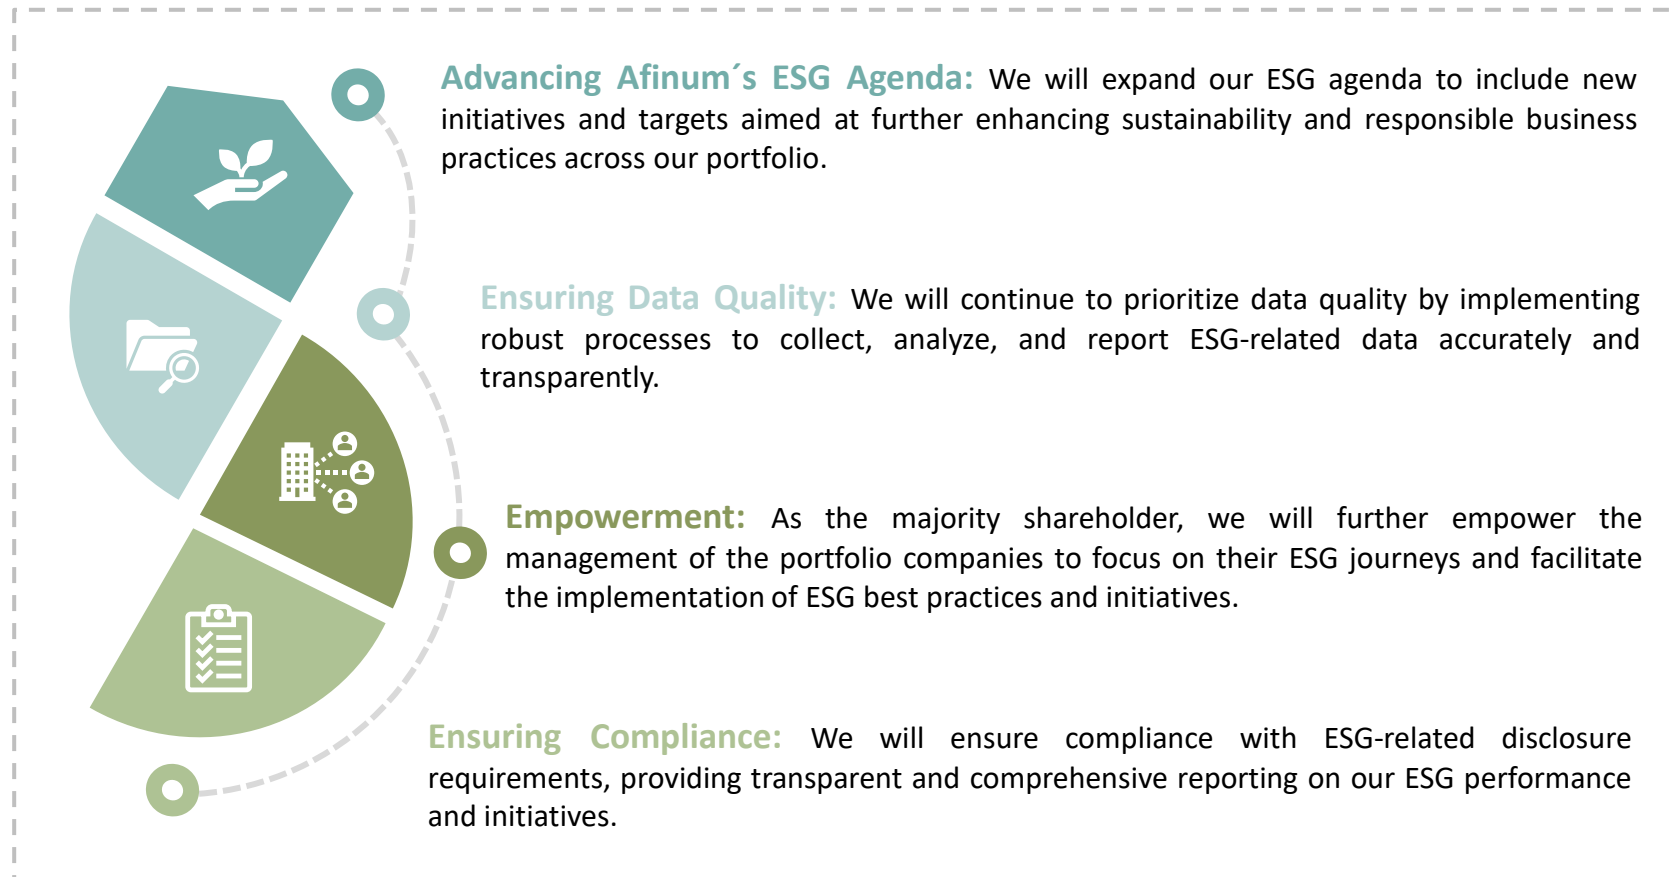 Advancing Afinum´s ESG Agenda: We will expand our ESG agenda to include new
initiatives and targets aimed at further enhancing sustainability and responsible business
practices across our portfolio.
Ensuring Data Quality: We will continue to prioritize data quality by implementing
robust processes to collect, analyze, and report ESG-related data accurately and
transparently.
Empowerment: As the majority shareholder, we will further empower the
management of the portfolio companies to focus on their ESG journeys and facilitate
the implementation of ESG best practices and initiatives.
Ensuring Compliance: We will ensure compliance with ESG-related disclosure
requirements, providing transparent and comprehensive reporting on our ESG performance
and initiatives.